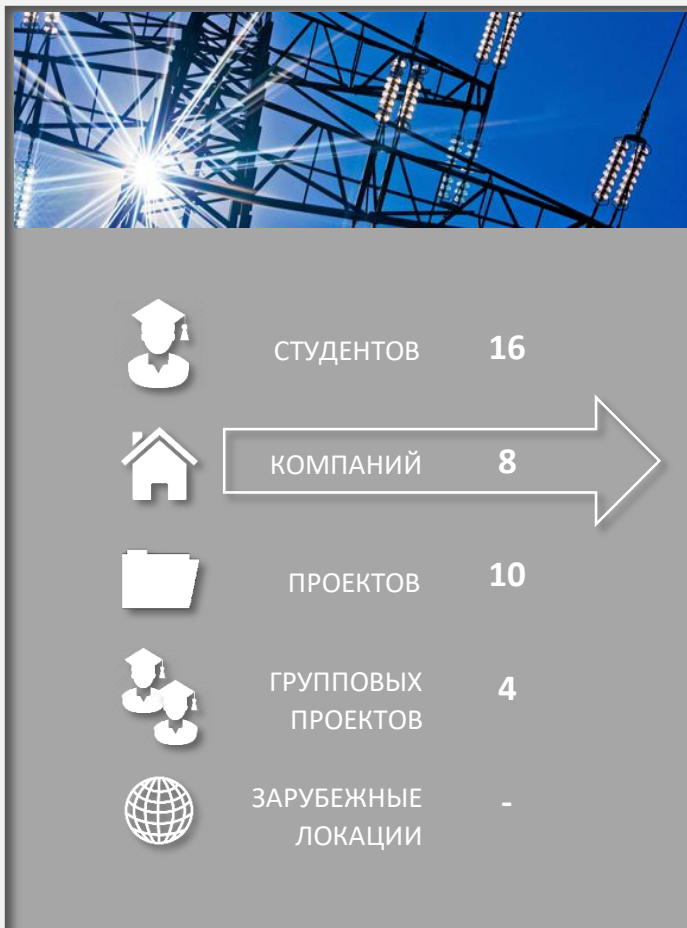 СТУДЕНТОВ 16
КОМПАНИЙ 8
ПРОЕКТОВ 10
ГРУППОВЫХ 4
ПРОЕКТОВ
ЗАРУБЕЖНЫЕ -
ЛОКАЦИИ